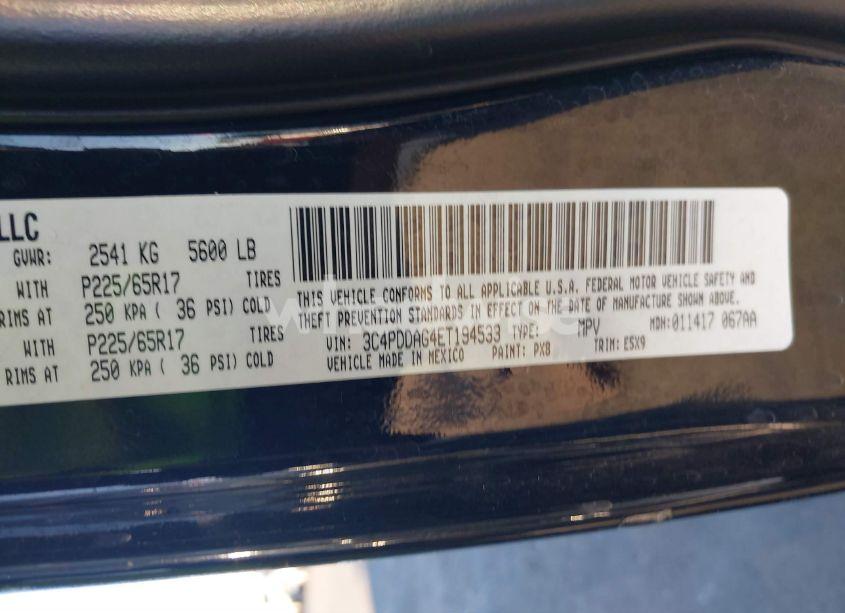 LLC
GVWR: 2541 KG 5600 LB
WITH P225/65R17 TIRES
RIMS AT 250 KPA ( 36 PSI) COLD
WITH P225/65R17 TIRES
RIMS AT 250 KPA ( 36 PSI) COLD
THIS VEHICLE CONFORMS TO ALL APPLICABLE U.S.A. FEDERAL MOTOR VEHICLE SAFETY AND
THEFT PREVENTION STANDARDS IN EFFECT ON THE DATE OF MANUFACTURE SHOWN ABOVE.
VIN: 3C4PDDAG4ET194533 TYPE: MPV MDH: 011417 067AA
VEHICLE MADE IN MEXICO PAINT: PX8 TRIM: E5X9